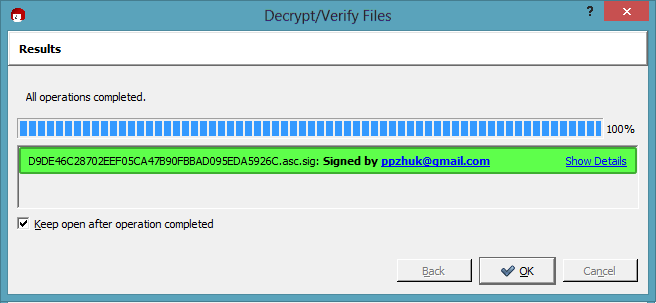 Decrypt/Verify Files
?
Results
All operations completed.
100%
D9DE46C28702EEF05CA47B90FBBAD095EDA5926C.asc.sig: Signed by ppzhuk@gmail.com Show Details
Keep open after operation completed
Back OK Cancel